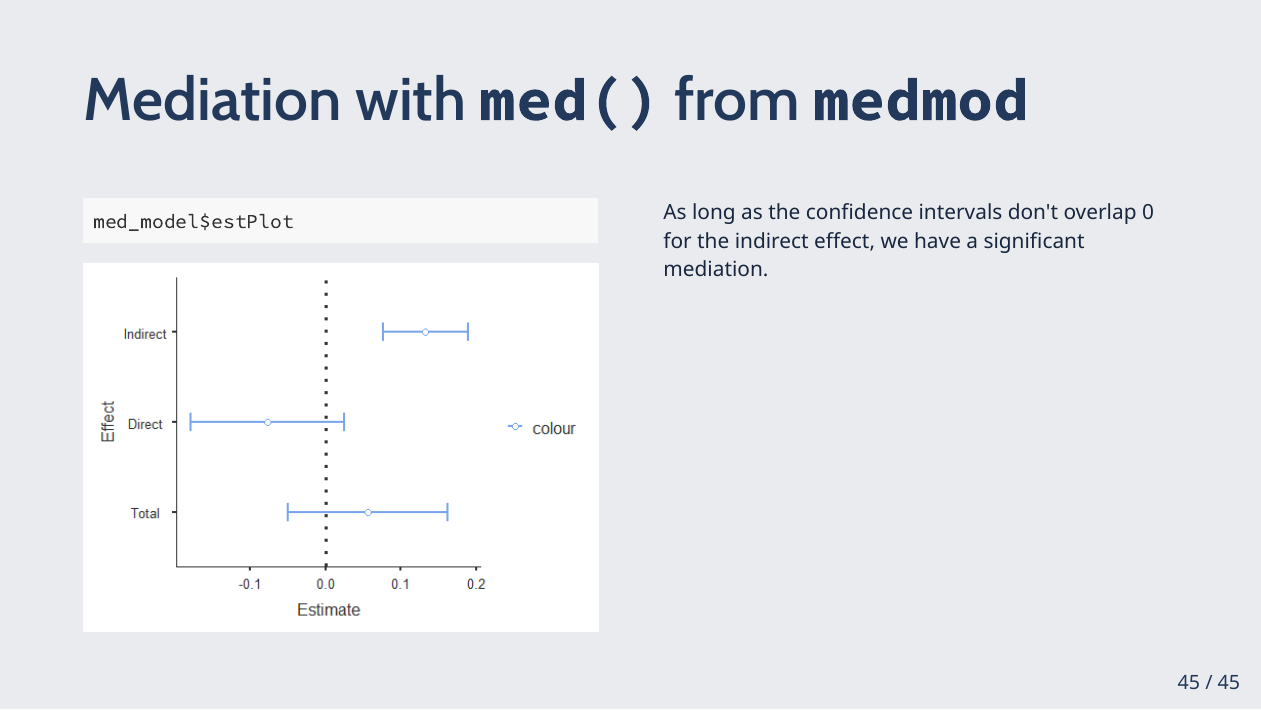 Mediation with med() from medmod
med_model$estPlot
As long as the confidence intervals don't overlap 0
for the indirect effect, we have a significant
mediation.
Indirect
Direct
Total
Effect
colour
-0.1
0.0
0.1
0.2
Estimate
45 / 45